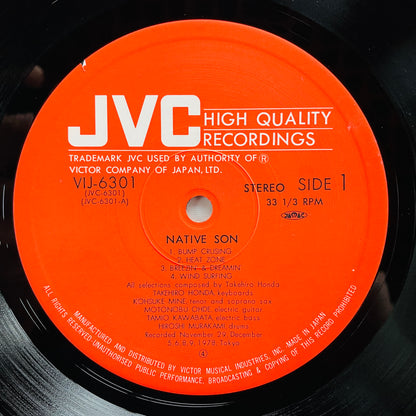 JVC
HIGH QUALITY
RECORDINGS
TRADEMARK JVC USED BY AUTHORITY OF ®
VICTOR COMPANY OF JAPAN, LTD.
VIJ-6301
(JVC-6301)
(JVC-6301-A)
STEREO SIDE 1
33 1/3 RPM
NATIVE SON
1. BUMP CRUSING
2. HEAT ZONE
3. BREEZIN' & DREAMIN'
4. WIND SURFING
All selections composed by Takehiro Honda
TAKEHIRO HONDA, keyboards
KOHSUKE MINE, tenor and soprano sax
MOTONOBU OHDE, electric guitar
TAMIO KAWABATA, electric bass
HIROSHI MURAKAMI, drums
Recorded November 29, December
5,6,8,9, 1978, Tokyo
④
MANUFACTURED AND DISTRIBUTED BY VICTOR MUSICAL INDUSTRIES, INC. MADE IN JAPAN
ALL RIGHTS RESERVED. UNAUTHORISED PUBLIC PERFORMANCE, BROADCASTING & COPYING OF THIS RECORD PROHIBITED